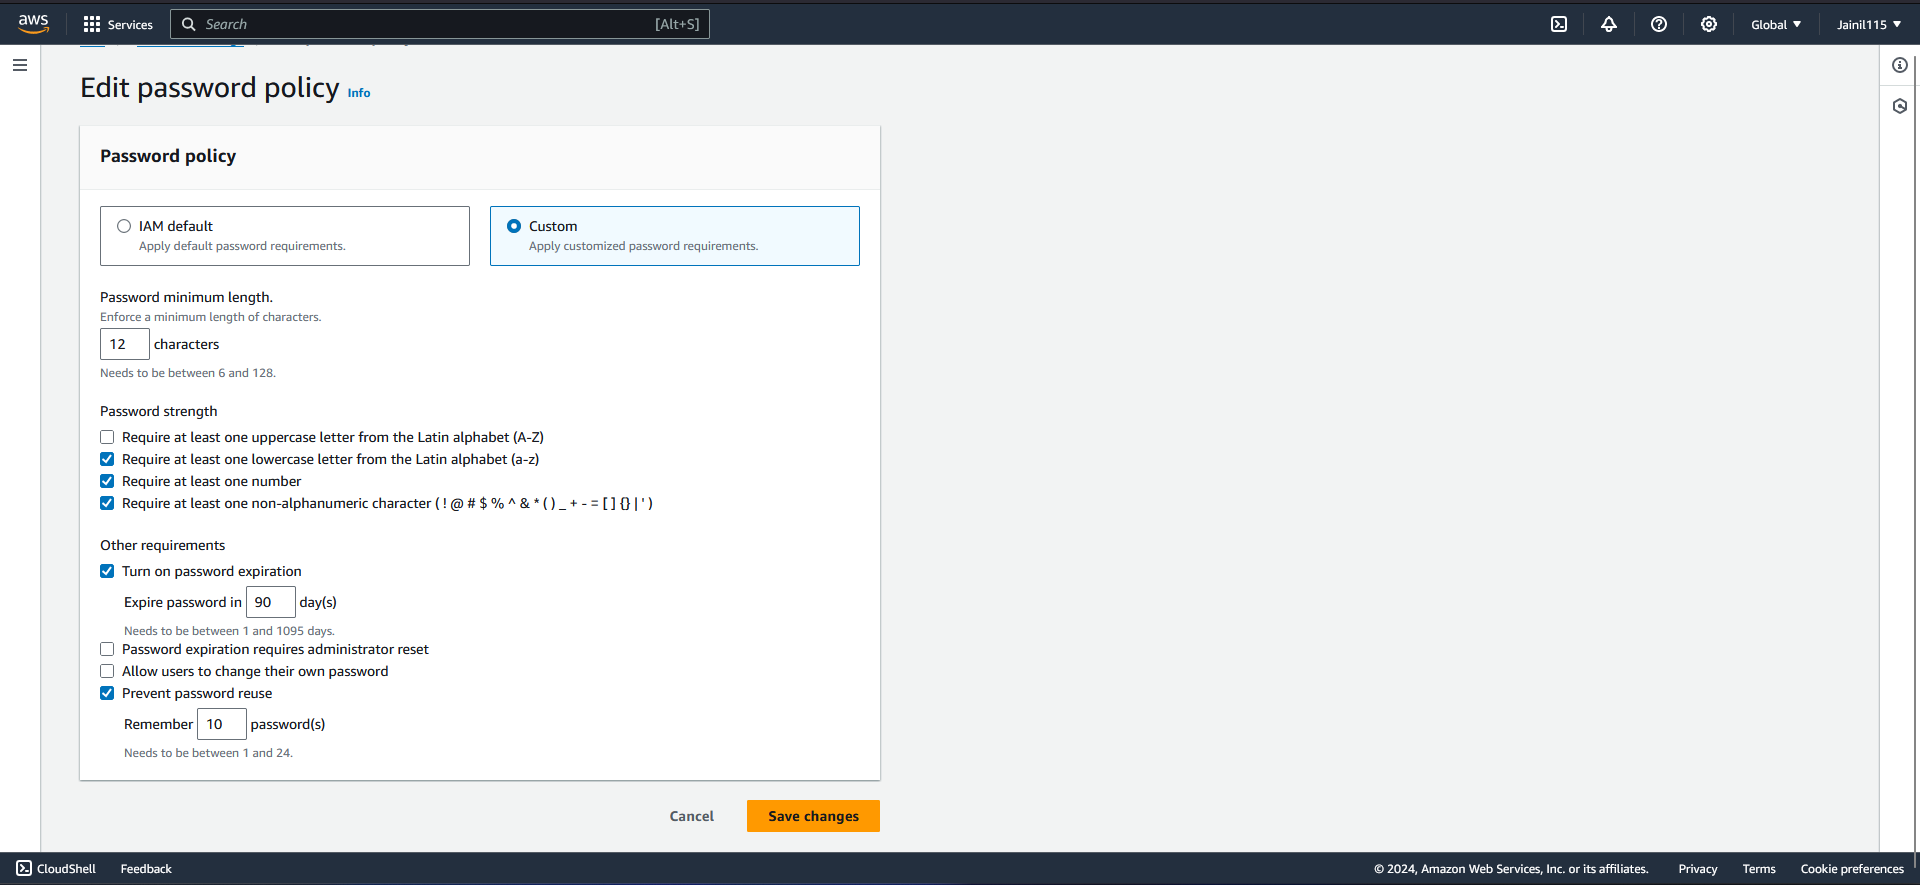 aws Services Search [Alt+S] Global Jainil115
Edit password policy Info
Password policy
IAM default
Apply default password requirements.
Custom
Apply customized password requirements.
Password minimum length.
Enforce a minimum length of characters.
12 characters
Needs to be between 6 and 128.
Password strength
Require at least one uppercase letter from the Latin alphabet (A-Z)
Require at least one lowercase letter from the Latin alphabet (a-z)
Require at least one number
Require at least one non-alphanumeric character ( ! @ # $ % ^ & * ( ) _ + - = [ ] {} | ' )
Other requirements
Turn on password expiration
Expire password in 90 day(s)
Needs to be between 1 and 1095 days.
Password expiration requires administrator reset
Allow users to change their own password
Prevent password reuse
Remember 10 password(s)
Needs to be between 1 and 24.
Cancel Save changes
CloudShell Feedback © 2024, Amazon Web Services, Inc. or its affiliates. Privacy Terms Cookie preferences